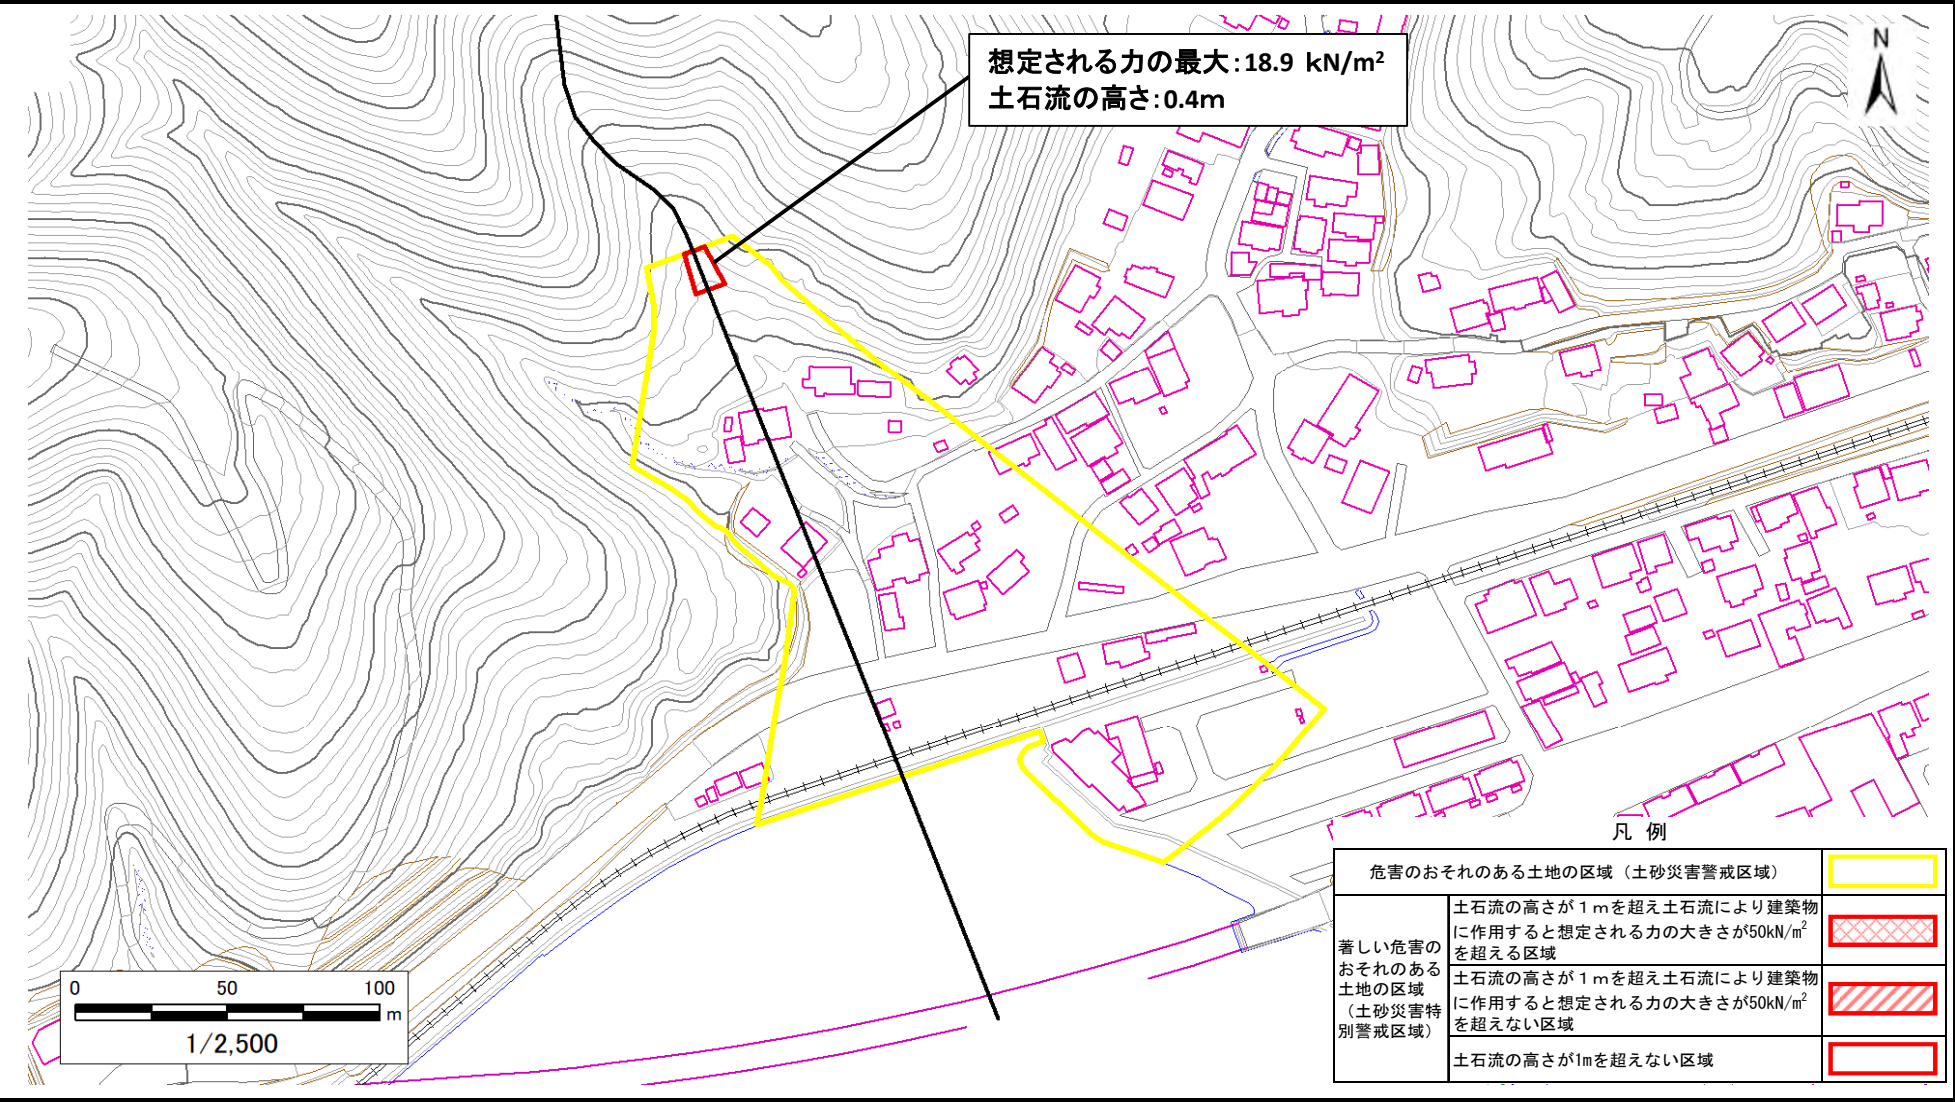 想定される力の最大:18.9 kN/m²
土石流の高さ:0.4m
N
凡 例
危害のおそれのある土地の区域（土砂災害警戒区域）
著しい危害の
おそれのある
土地の区域
（土砂災害特
別警戒区域）
土石流の高さが１ｍを超え土石流により建築物
に作用すると想定される力の大きさが50kN/㎡
を超える区域
土石流の高さが１ｍを超え土石流により建築物
に作用すると想定される力の大きさが50kN/㎡
を超えない区域
土石流の高さが1mを超えない区域
0 50 100
m
1/2,500